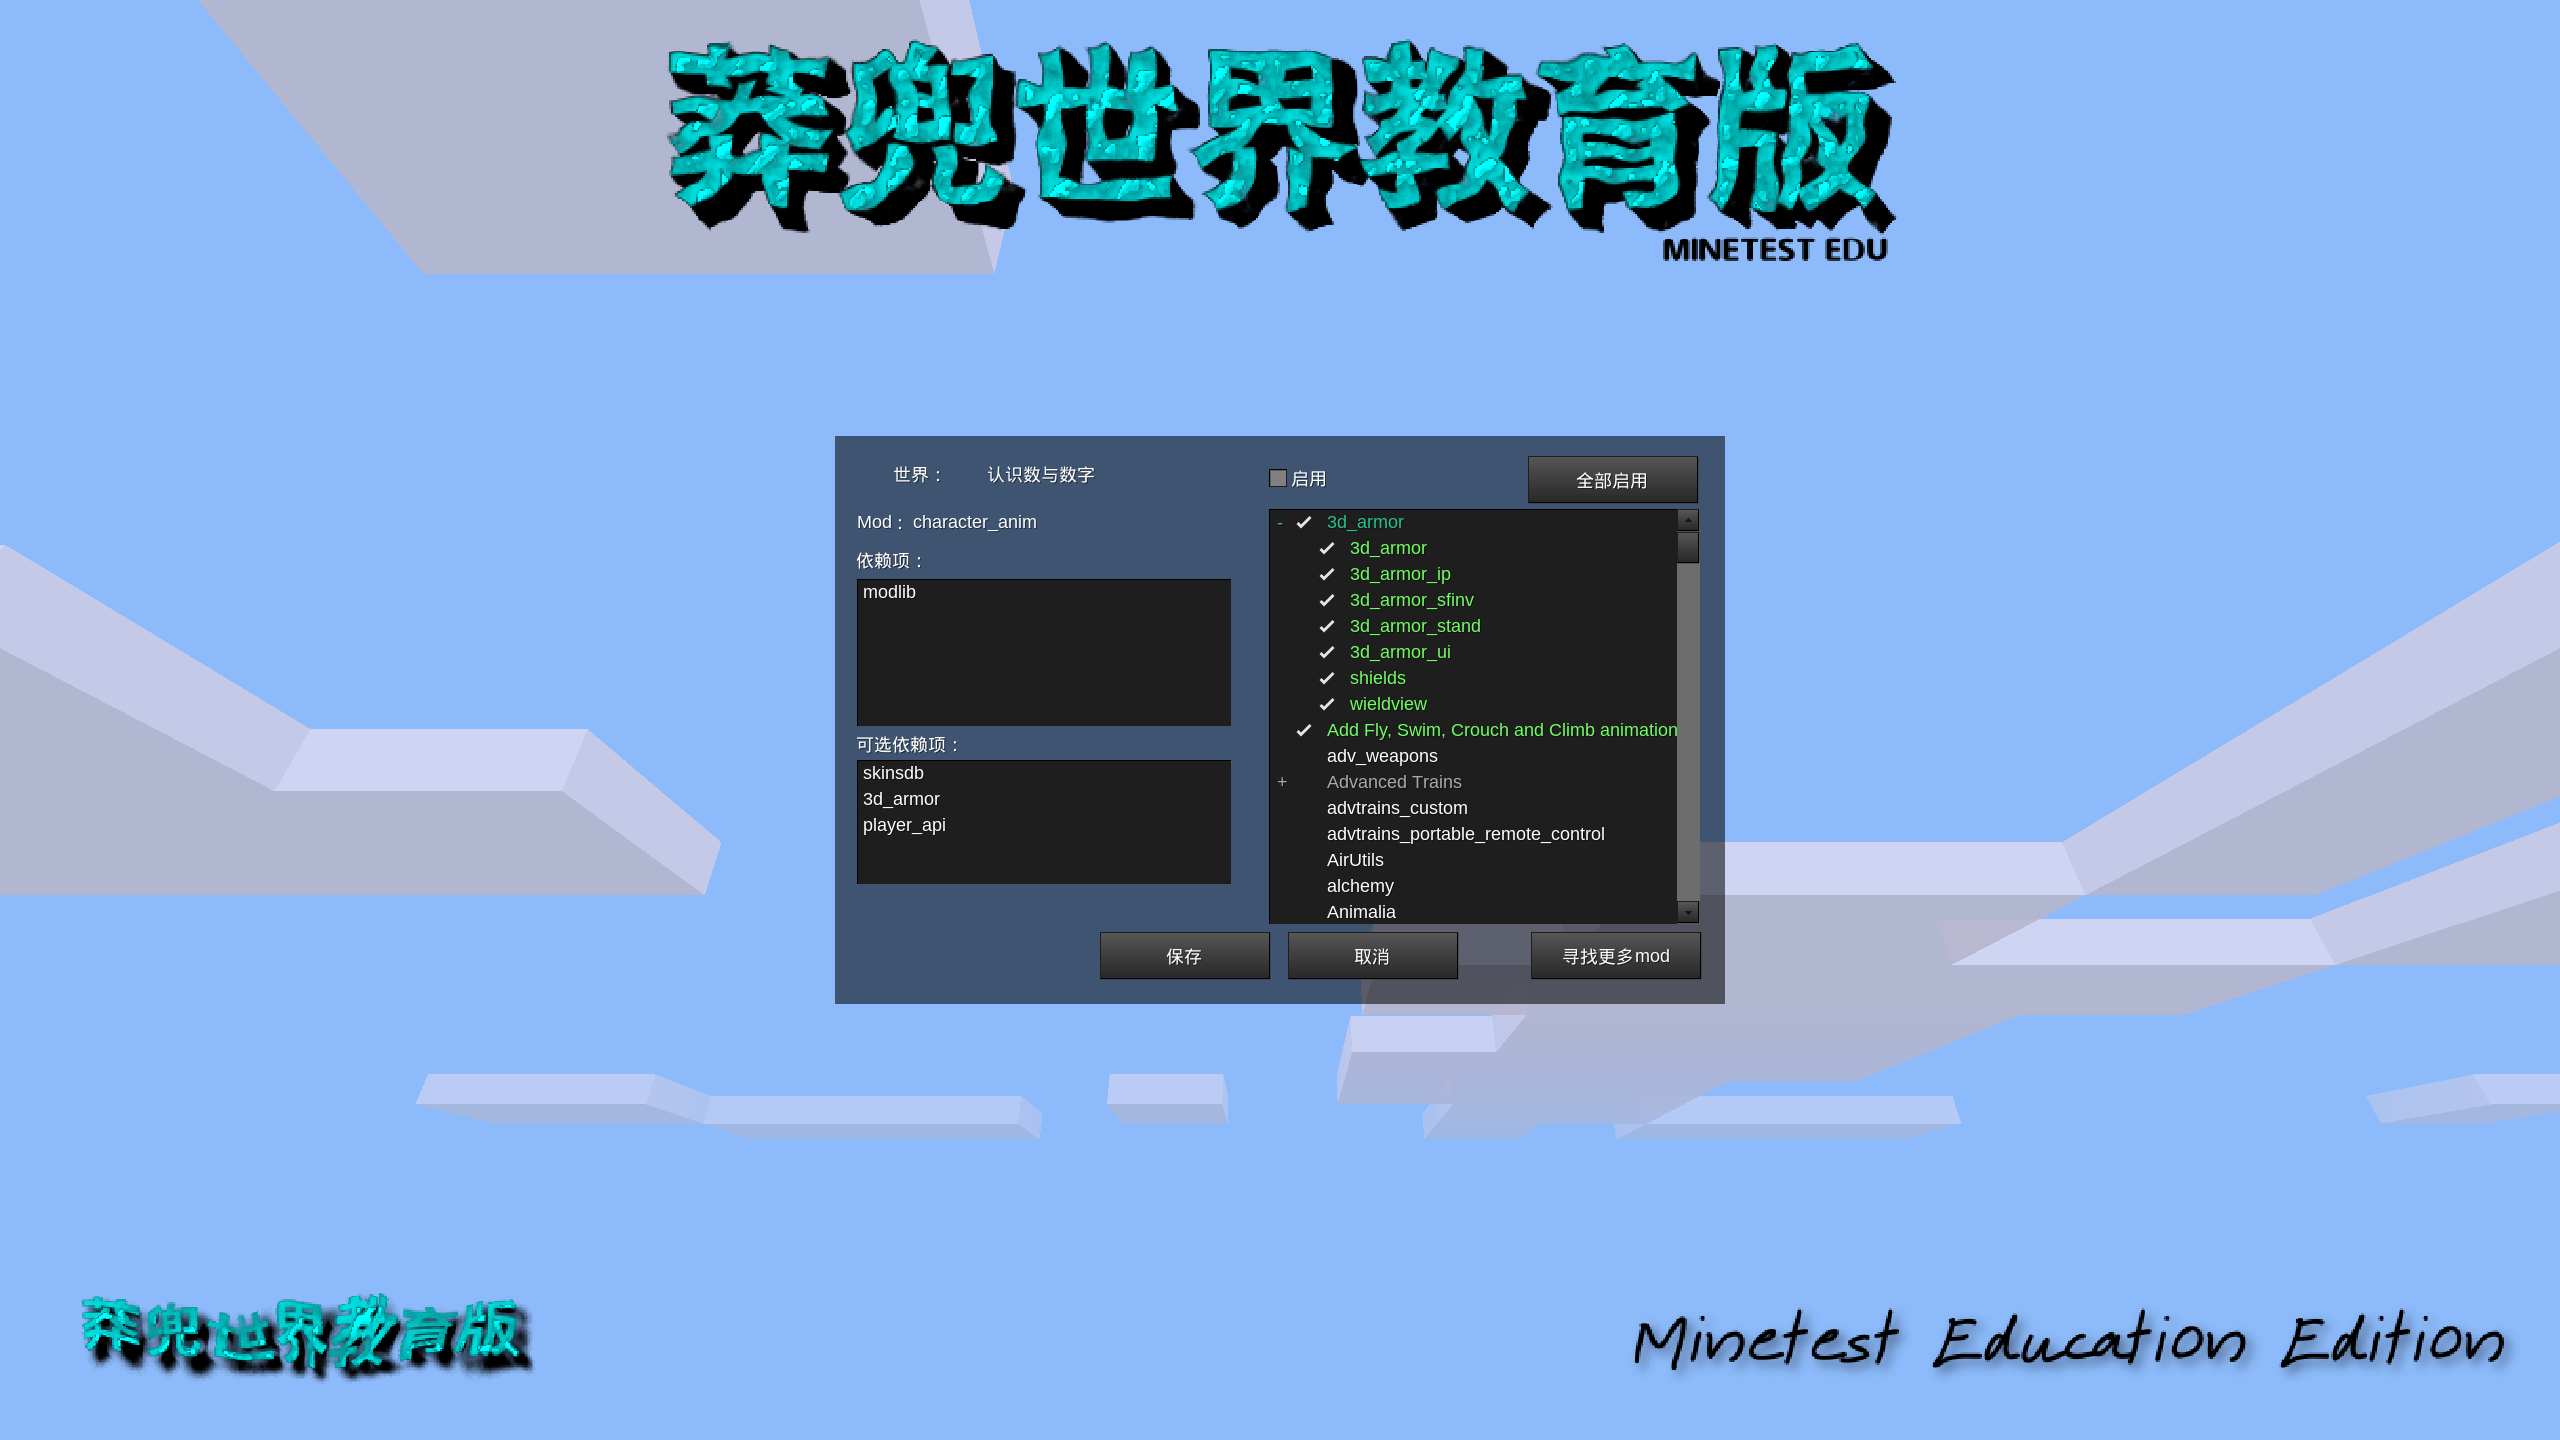 莽兜世界教育版
MINETEST EDU
世界： 认识数与数字
启用
全部启用
Mod：character_anim
依赖项：
modlib
可选依赖项：
skinsdb
3d_armor
player_api
- 3d_armor
3d_armor
3d_armor_ip
3d_armor_sfinv
3d_armor_stand
3d_armor_ui
shields
wieldview
Add Fly, Swim, Crouch and Climb animation
adv_weapons
+ Advanced Trains
advtrains_custom
advtrains_portable_remote_control
AirUtils
alchemy
Animalia
保存
取消
寻找更多mod
莽兜世界教育版
Minetest Education Edition